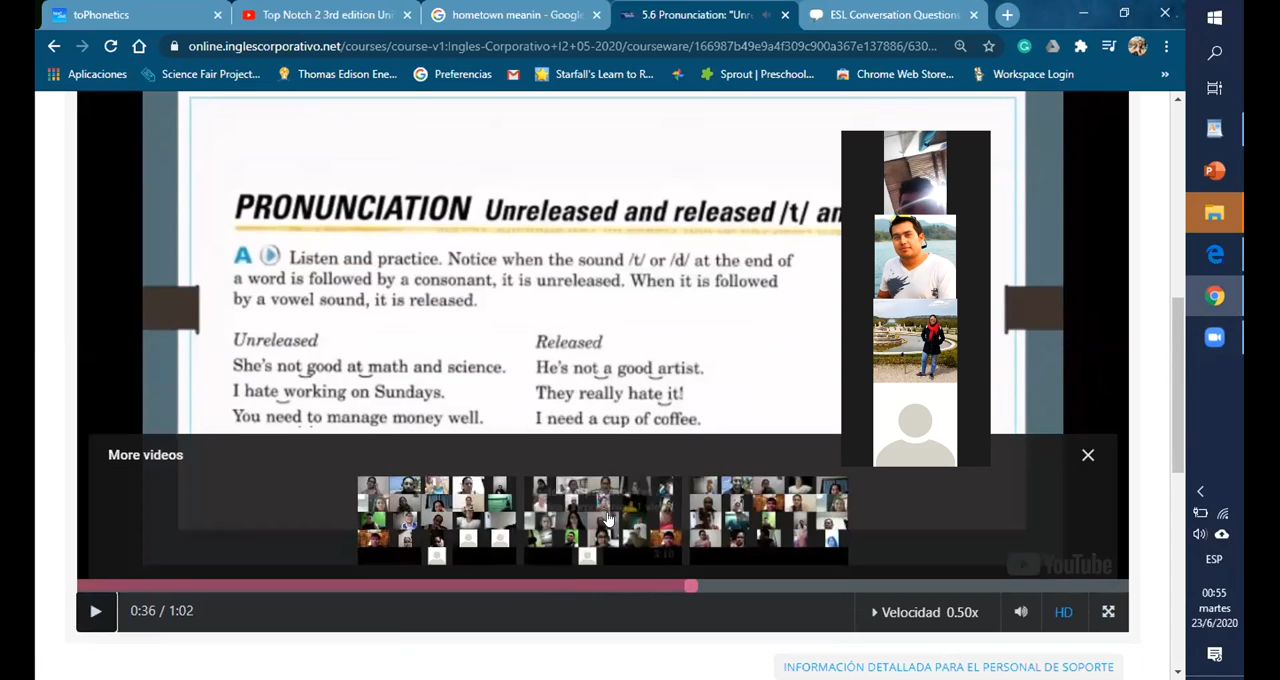 toPhonetics
Top Notch 2 3rd edition Uni
hometown meanin - Google
5.6 Pronunciation: "Unr
ESL Conversation Questions
online.inglescorporativo.net/courses/course-v1:Ingles-Corporativo+I2+05-2020/courseware/166987b49e9a4f309c900a367e137886/630...
Aplicaciones
Science Fair Project...
Thomas Edison Ene...
Preferencias
Starfall's Learn to R...
Sprout | Preschool...
Chrome Web Store...
Workspace Login
»
PRONUNCIATION Unreleased and released /t/ an
A Listen and practice. Notice when the sound /t/ or /d/ at the end of
a word is followed by a consonant, it is unreleased. When it is followed
by a vowel sound, it is released.
Unreleased
She's not good at math and science.
I hate working on Sundays.
You need to manage money well.
Released
He's not a good artist.
They really hate it!
I need a cup of coffee.
More videos
YouTube
0:36 / 1:02
Velocidad 0.50x
HD
INFORMACIÓN DETALLADA PARA EL PERSONAL DE SOPORTE
ESP
00:55
martes
23/6/2020